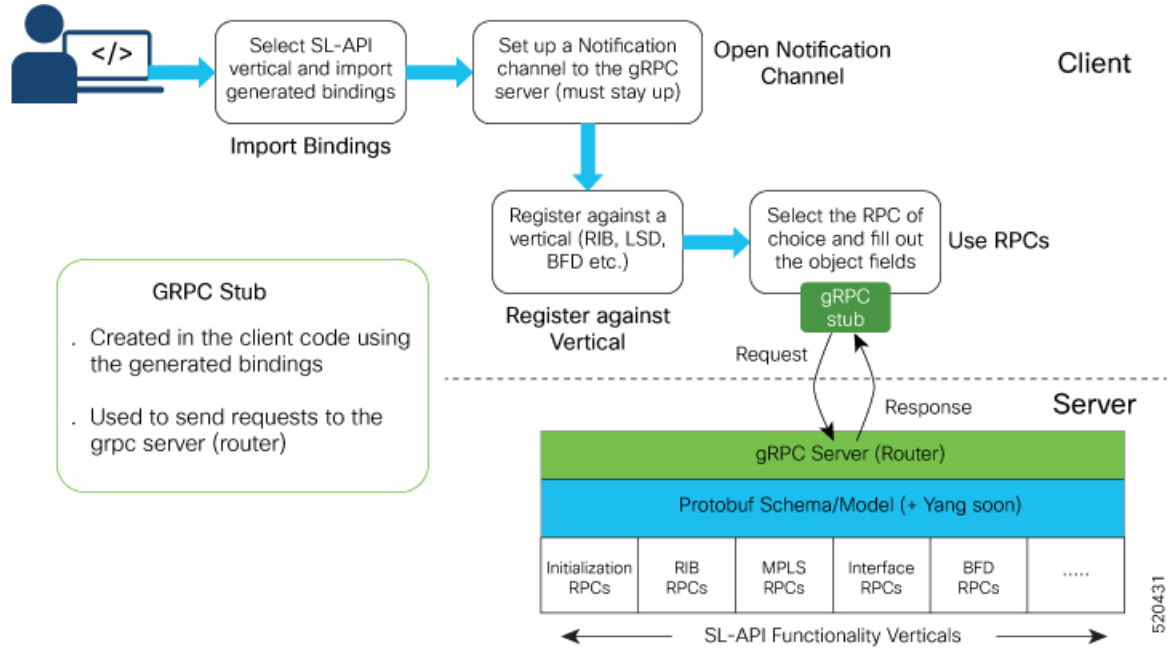 </>
Select SL-API
vertical and import
generated bindings
Import Bindings
Set up a Notification
channel to the gRPC
server (must stay up)
Open Notification
Channel
Client
Register against a
vertical (RIB, LSD,
BFD etc.)
Register against
Vertical
Select the RPC of
choice and fill out
the object fields
Use RPCs
gRPC
stub
GRPC Stub
. Created in the client code using
the generated bindings
. Used to send requests to the
grpc server (router)
Request
Response
Server
gRPC Server (Router)
Protobuf Schema/Model (+ Yang soon)
Initialization
RPCs
RIB
RPCs
MPLS
RPCs
Interface
RPCs
BFD
RPCs
.....
SL-API Functionality Verticals
520431